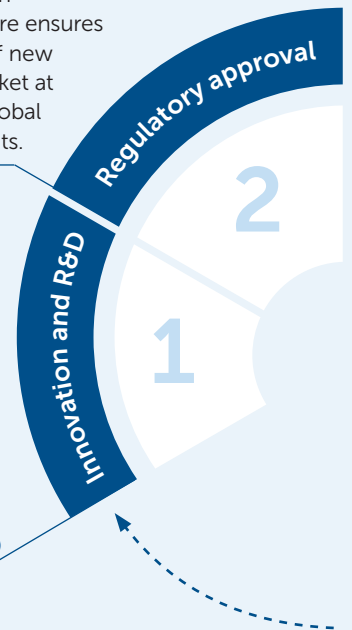 re ensures
f new
ket at
obal
ts.
Regulatory approval
2
Innovation and R&D
1